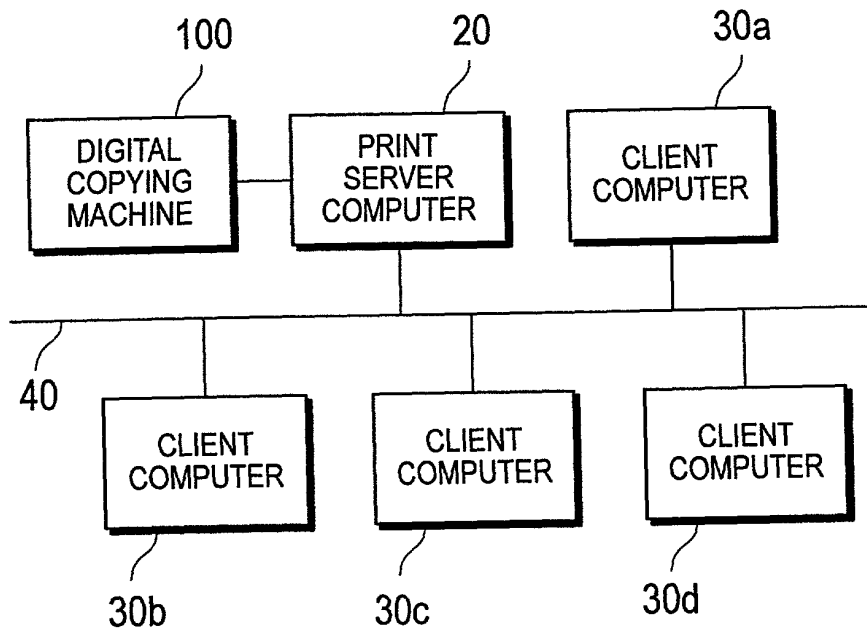 100
20
30a
DIGITAL
COPYING
MACHINE
PRINT
SERVER
COMPUTER
CLIENT
COMPUTER
40
CLIENT
COMPUTER
CLIENT
COMPUTER
CLIENT
COMPUTER
30b
30c
30d